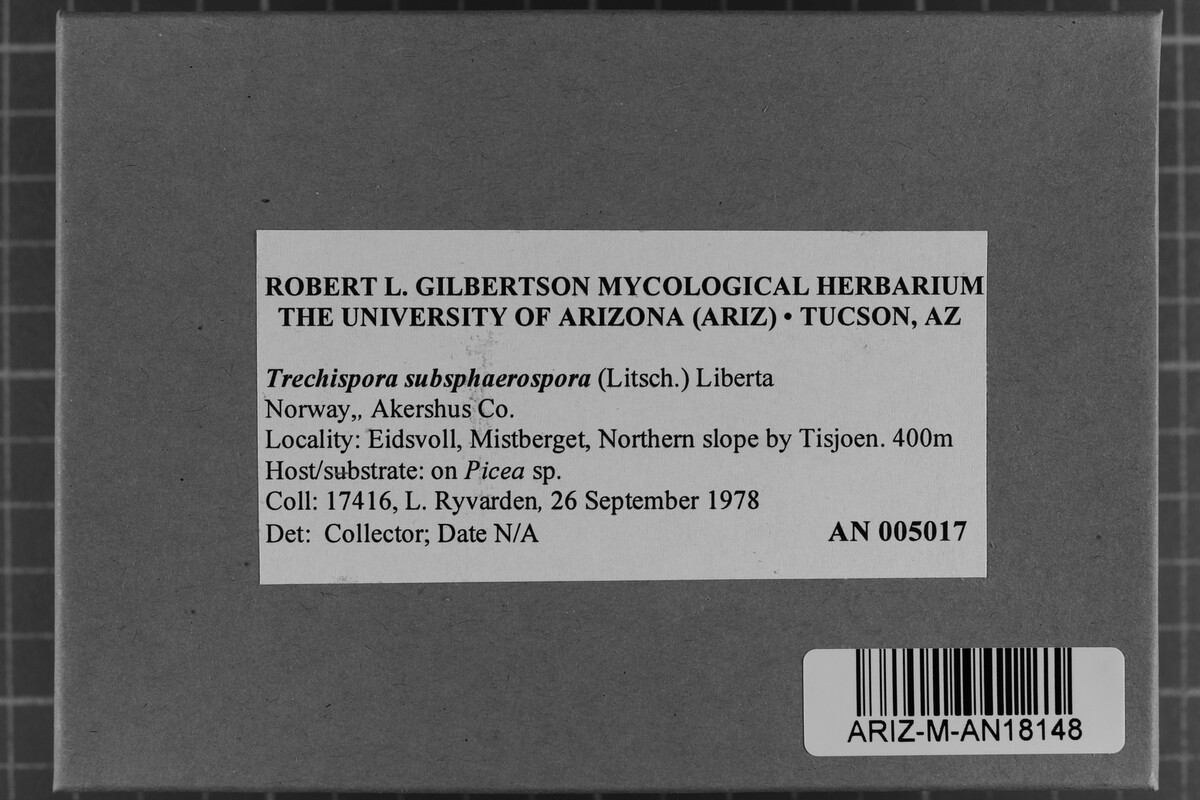 ROBERT L. GILBERTSON MYCOLOGICAL HERBARIUM
THE UNIVERSITY OF ARIZONA (ARIZ) • TUCSON, AZ
Trechispora subsphaerospora (Litsch.) Liberta
Norway,, Akershus Co.
Locality: Eidsvoll, Mistberget, Northern slope by Tisjoen. 400m
Host/substrate: on Picea sp.
Coll: 17416, L. Ryvarden, 26 September 1978
Det: Collector; Date N/A AN 005017
ARIZ-M-AN18148